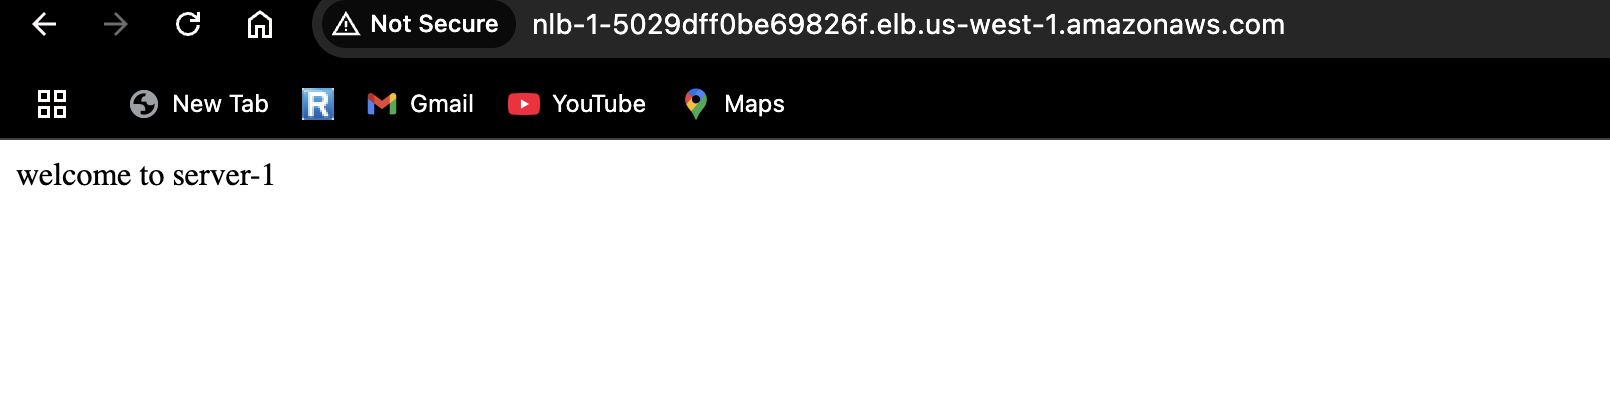 Not Secure nlb-1-5029dff0be69826f.elb.us-west-1.amazonaws.com
New Tab R Gmail YouTube Maps
welcome to server-1